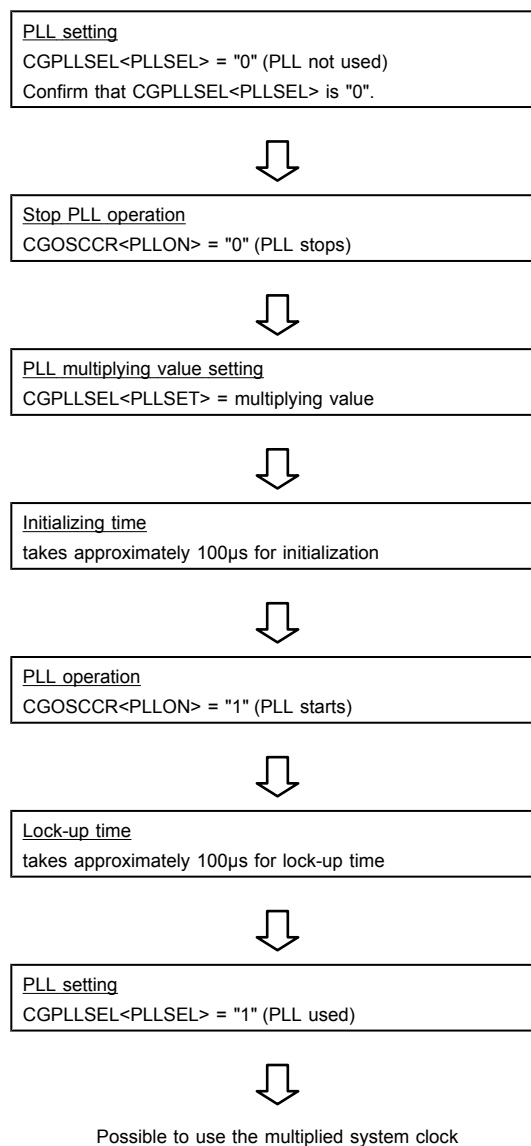 PLL setting
CGPLLSEL<PLLSEL> = "0" (PLL not used)
Confirm that CGPLLSEL<PLLSEL> is "0".
Stop PLL operation
CGOSCCR<PLLON> = "0" (PLL stops)
PLL multiplying value setting
CGPLLSEL<PLLSET> = multiplying value
Initializing time
takes approximately 100μs for initialization
PLL operation
CGOSCCR<PLLON> = "1" (PLL starts)
Lock-up time
takes approximately 100μs for lock-up time
PLL setting
CGPLLSEL<PLLSEL> = "1" (PLL used)
Possible to use the multiplied system clock